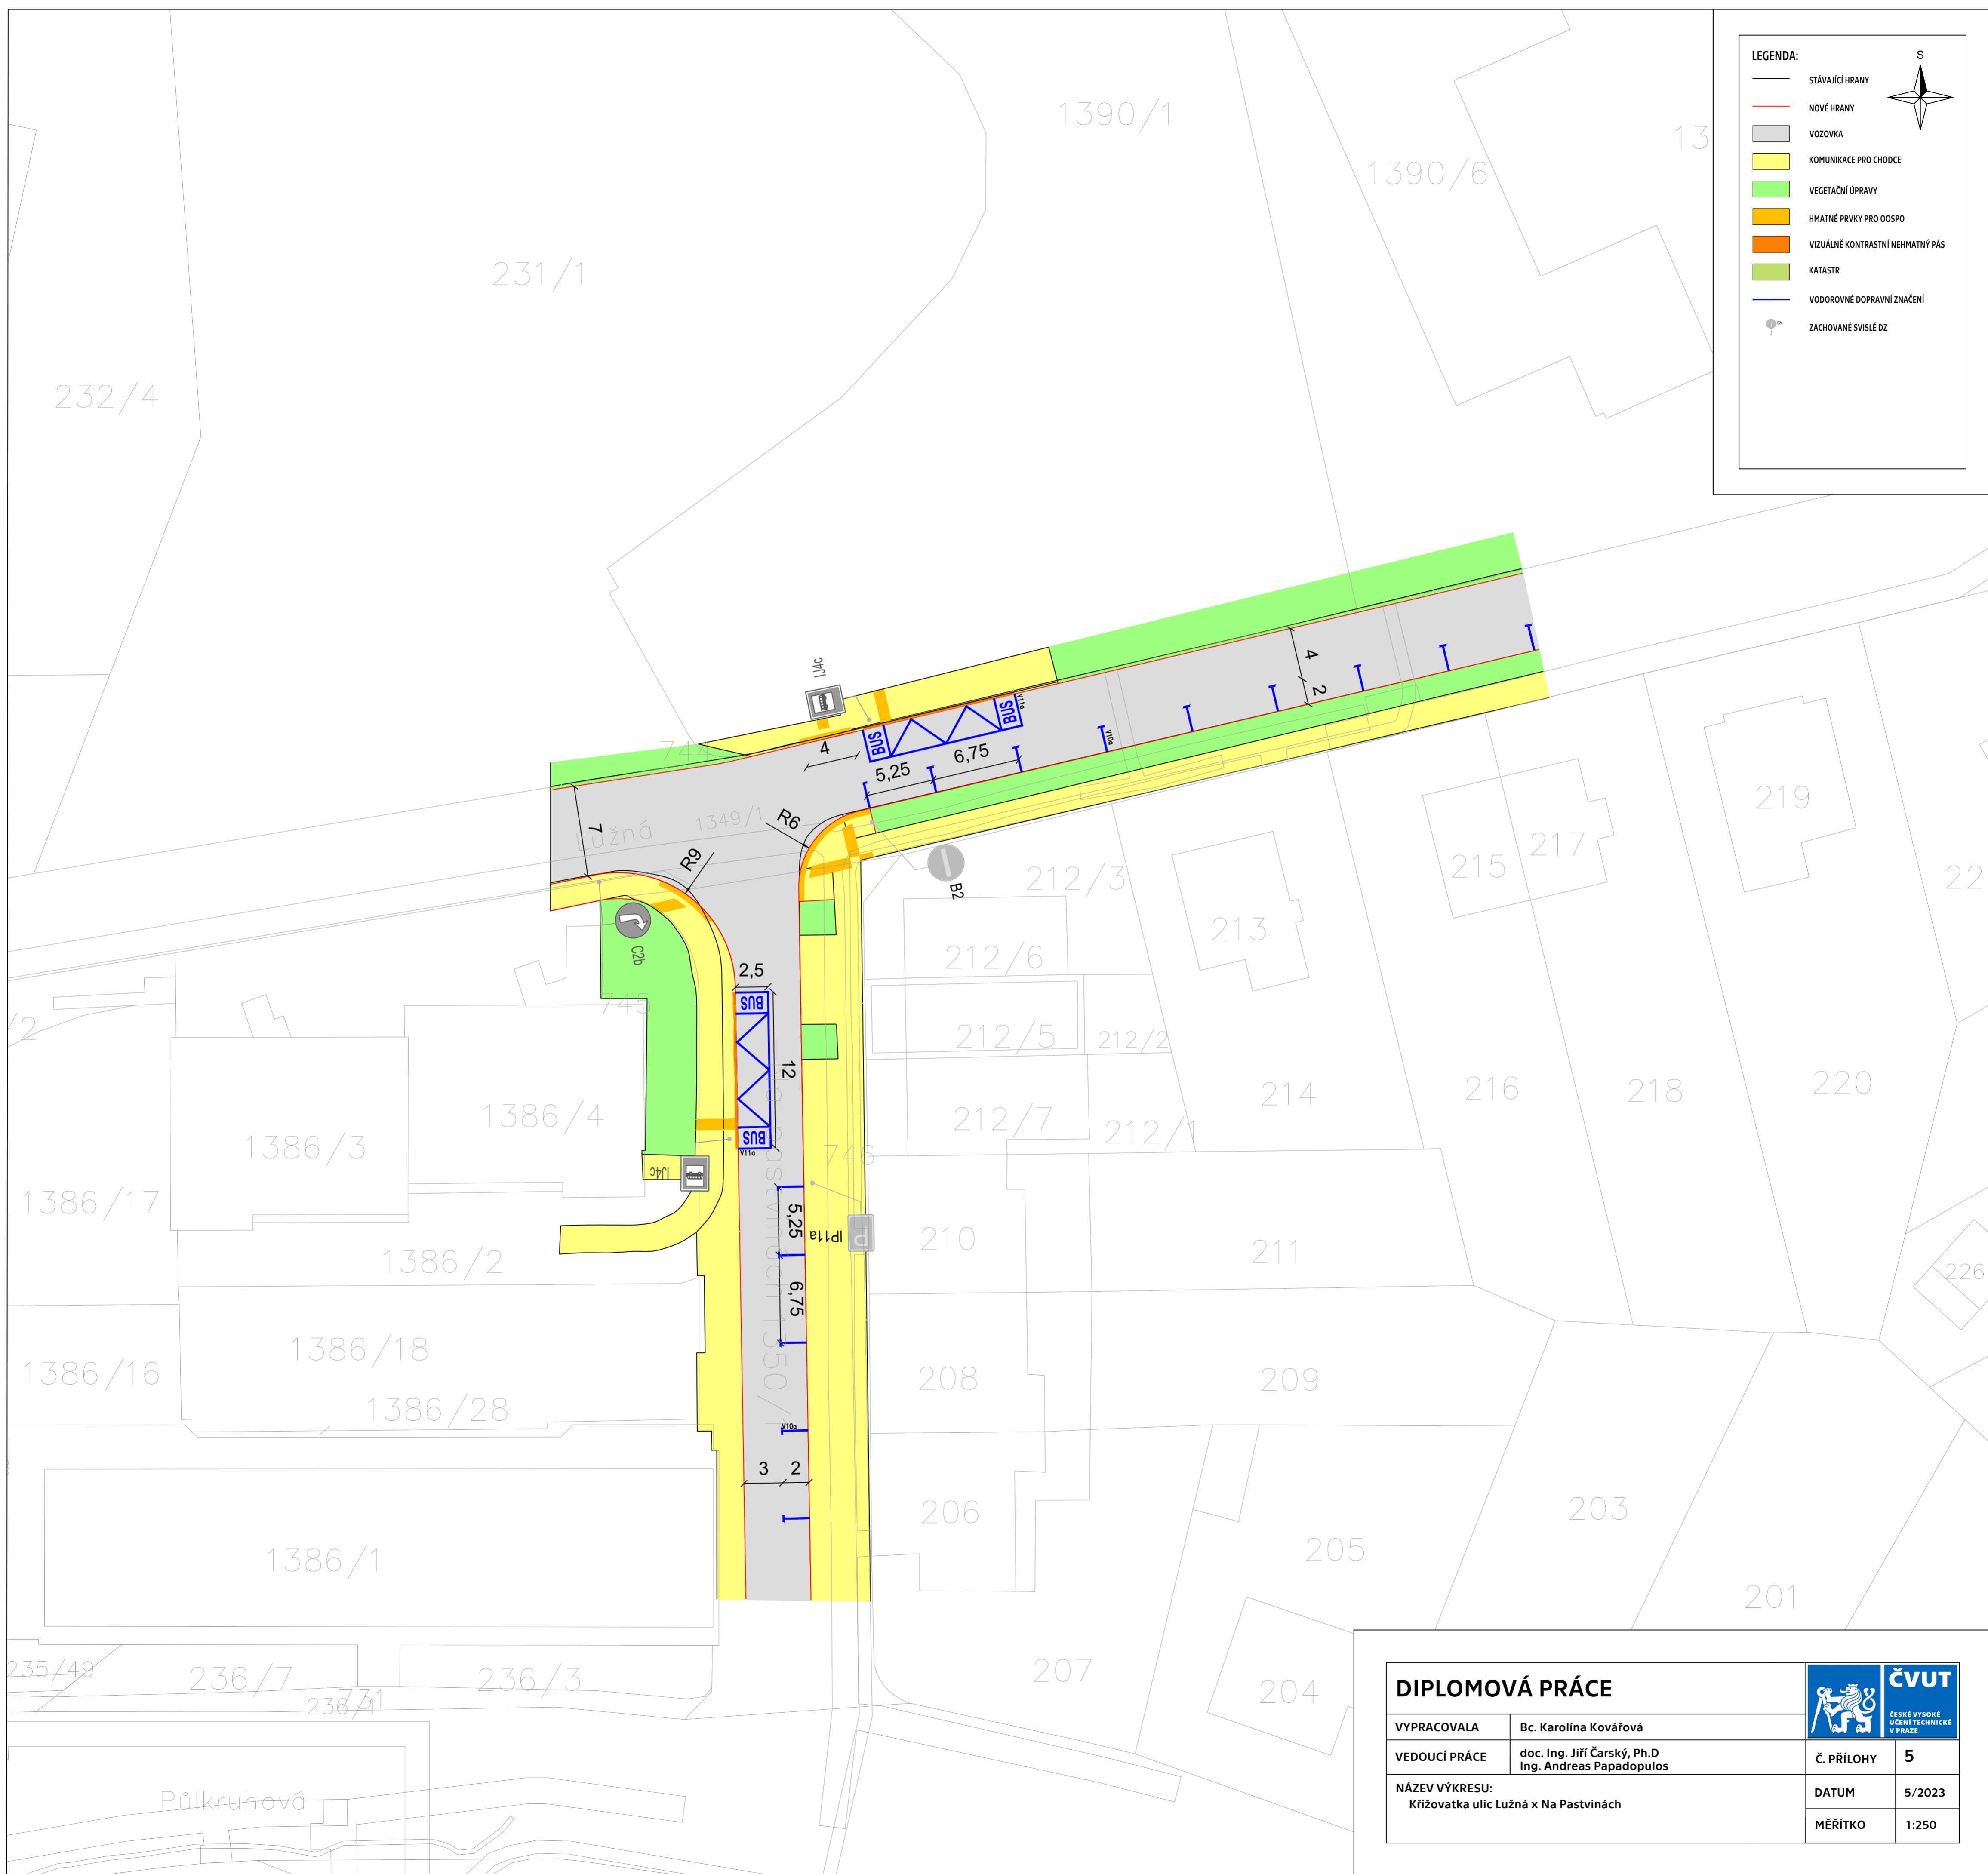 LEGENDA:
S
STÁVAJÍCÍ HRANY
NOVÉ HRANY
VOZOVKA
KOMUNIKACE PRO CHODCE
VEGETAČNÍ ÚPRAVY
HMATNÉ PRVKY PRO OOSPO
VIZUÁLNĚ KONTRASTNÍ NEHMATNÝ PÁS
KATASTR
VODOROVNÉ DOPRAVNÍ ZNAČENÍ
ZACHOVANÉ SVISLÉ DZ
1390/1
1390/6
13
231/1
232/4
IJ4c
744
BUS
BUS
V11a
4
5,25
6,75
V10a
4
2
7
Lužná
1349/1
R6
R9
B2
C2b
212/3
215
217
219
22
213
212/6
745
2,5
BUS
12
BUS
V11a
/2
212/5
212/2
214
216
218
220
212/7
212/1
1386/3
1386/4
746
IJ4c
1386/17
5,25
IP11a
P
210
211
1386/2
226
6,75
1386/18
1386/16
208
209
1386/28
V10a
3
2
206
205
203
201
1386/1
235/49
236/7
236/3
731
207
204
Půlkruhová
DIPLOMOVÁ PRÁCE
ČVUT
ČESKÉ VYSOKÉ
UČENÍ TECHNICKÉ
V PRAZE
VYPRACOVALA
Bc. Karolína Kovářová
VEDOUCÍ PRÁCE
doc. Ing. Jiří Čarský, Ph.D
Ing. Andreas Papadopulos
Č. PŘÍLOHY
5
NÁZEV VÝKRESU:
Křižovatka ulic Lužná x Na Pastvinách
DATUM
5/2023
MĚŘÍTKO
1:250